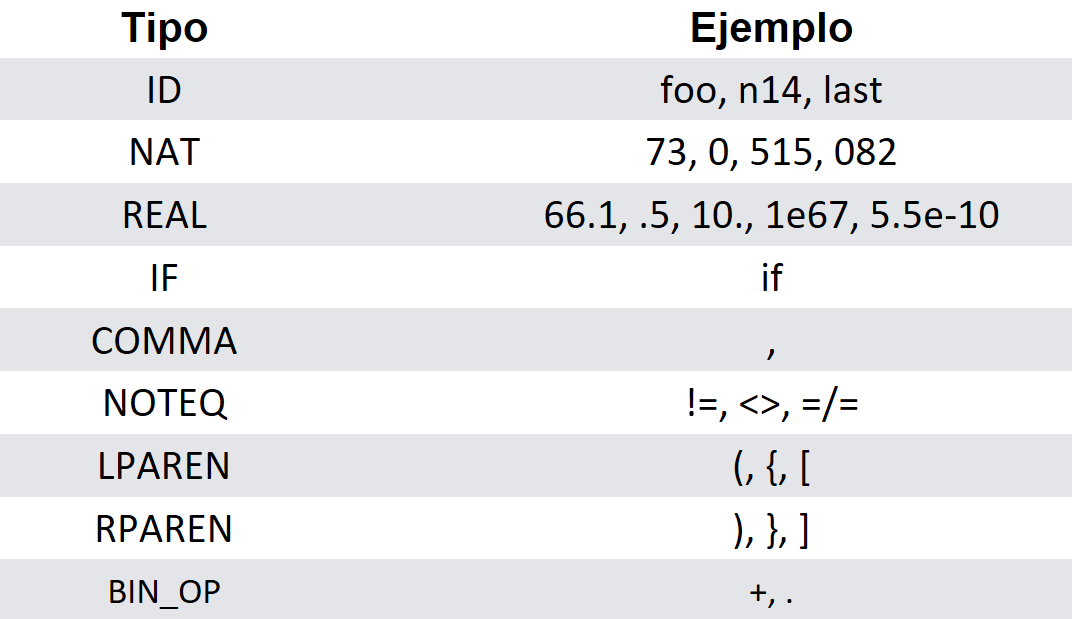 Tipo Ejemplo
ID foo, n14, last
NAT 73, 0, 515, 082
REAL 66.1, .5, 10., 1e67, 5.5e-10
IF if
COMMA ,
NOTEQ !=, <>, =/=
LPAREN (, {, [
RPAREN ), }, ]
BIN_OP +, .